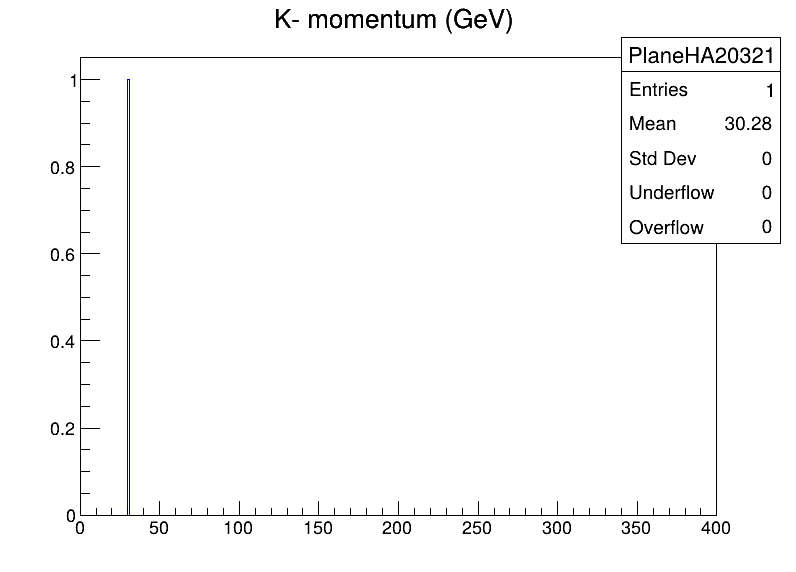 K- momentum (GeV)
PlaneHA20321
Entries 1
Mean 30.28
Std Dev 0
Underflow 0
Overflow 0
1
0.8
0.6
0.4
0.2
0
0 50 100 150 200 250 300 350 400